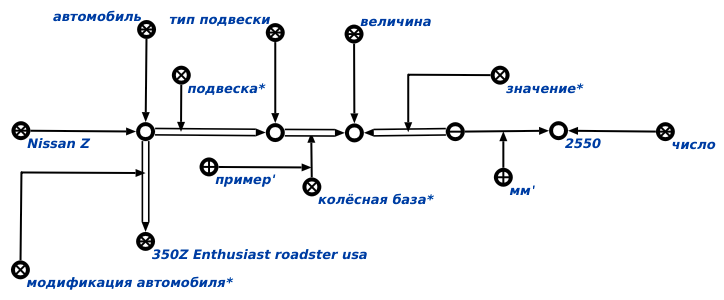 автомобиль
тип подвески
величина
подвеска*
значение*
Nissan Z
2550
число
пример'
мм'
колёсная база*
350Z Enthusiast roadster usa
модификация автомобиля*